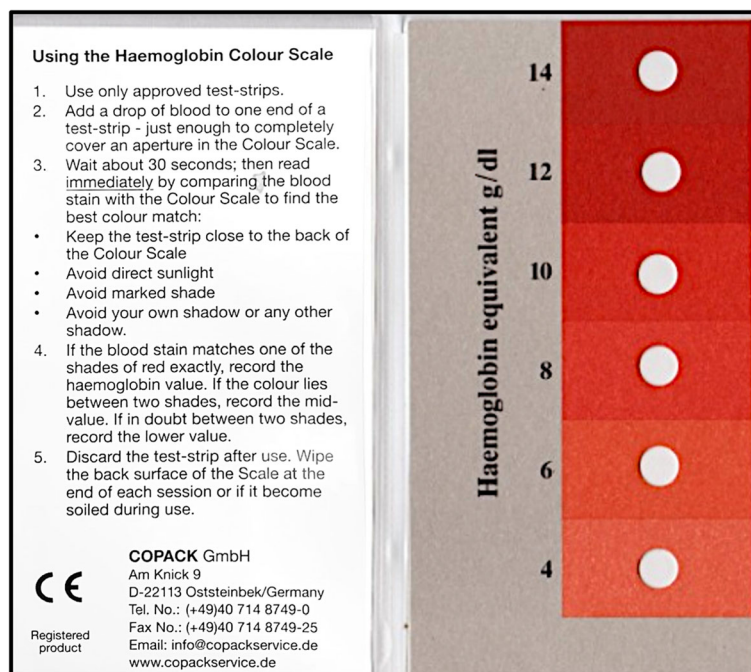 Using the Haemoglobin Colour Scale
1. Use only approved test-strips.
2. Add a drop of blood to one end of a
test-strip - just enough to completely
cover an aperture in the Colour Scale.
3. Wait about 30 seconds; then read
immediately by comparing the blood
stain with the Colour Scale to find the
best colour match:
• Keep the test-strip close to the back of
the Colour Scale
• Avoid direct sunlight
• Avoid marked shade
• Avoid your own shadow or any other
shadow.
4. If the blood stain matches one of the
shades of red exactly, record the
haemoglobin value. If the colour lies
between two shades, record the mid-
value. If in doubt between two shades,
record the lower value.
5. Discard the test-strip after use. Wipe
the back surface of the Scale at the
end of each session or if it become
soiled during use.
CE
Registered
product
COPACK GmbH
Am Knick 9
D-22113 Oststeinbek/Germany
Tel. No.: (+49)40 714 8749-0
Fax No.: (+49)40 714 8749-25
Email: info@copackservice.de
www.copackservice.de
Haemoglobin equivalent g/dl
14
12
10
8
6
4